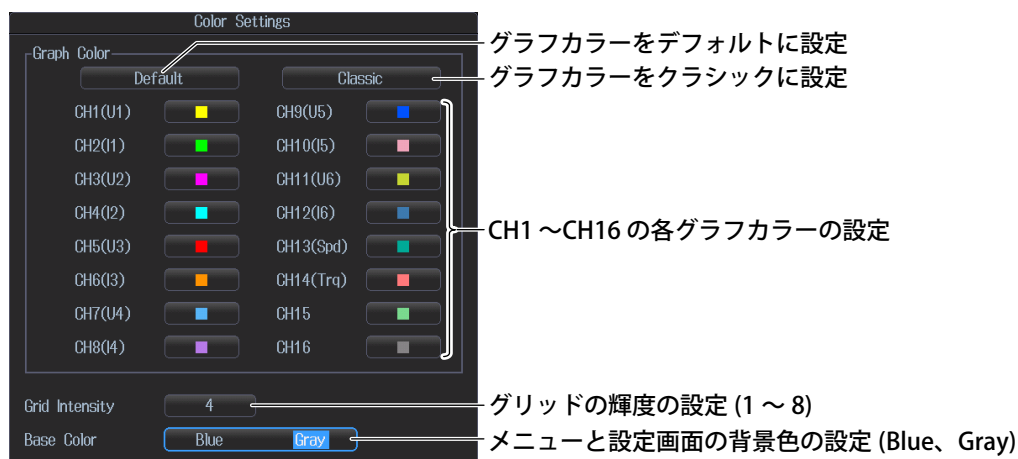 Color Settings
Graph Color
Default
Classic
CH1(U1)
CH9(U5)
CH2(I1)
CH10(I5)
CH3(U2)
CH11(U6)
CH4(I2)
CH12(I6)
CH5(U3)
CH13(Spd)
CH6(I3)
CH14(Trq)
CH7(U4)
CH15
CH8(I4)
CH16
Grid Intensity
4
Base Color
Blue
Gray
グラフカラーをデフォルトに設定
グラフカラーをクラシックに設定
CH1 ～CH16 の各グラフカラーの設定
グリッドの輝度の設定 (1 ～ 8)
メニューと設定画面の背景色の設定 (Blue、Gray)